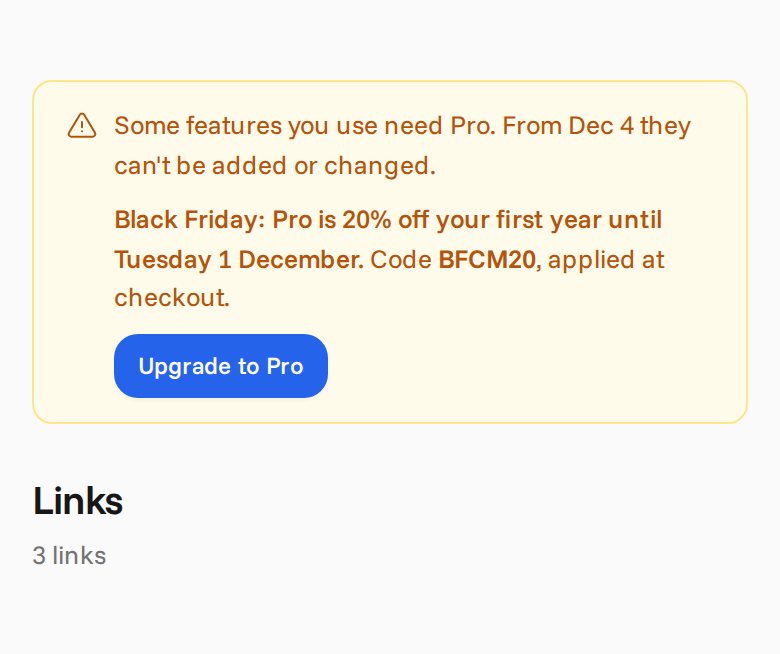 Some features you use need Pro. From Dec 4 they
can't be added or changed.
Black Friday: Pro is 20% off your first year until
Tuesday 1 December. Code BFCM20, applied at
checkout.
Upgrade to Pro
Links
3 links